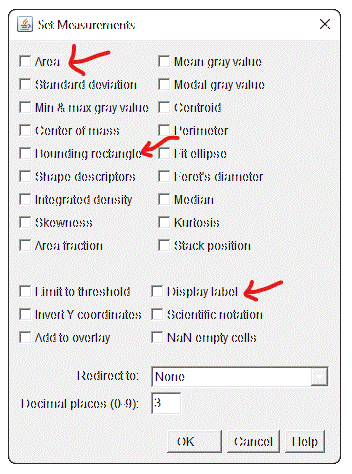 Set Measurements
Area Mean gray value
Standard deviation Modal gray value
Min & max gray value Centroid
Center of mass Perimeter
Bounding rectangle Fit ellipse
Shape descriptors Feret's diameter
Integrated density Median
Skewness Kurtosis
Area fraction Stack position
Limit to threshold Display label
Invert Y coordinates Scientific notation
Add to overlay NaN empty cells
Redirect to: None
Decimal places (0-9): 3
OK Cancel Help